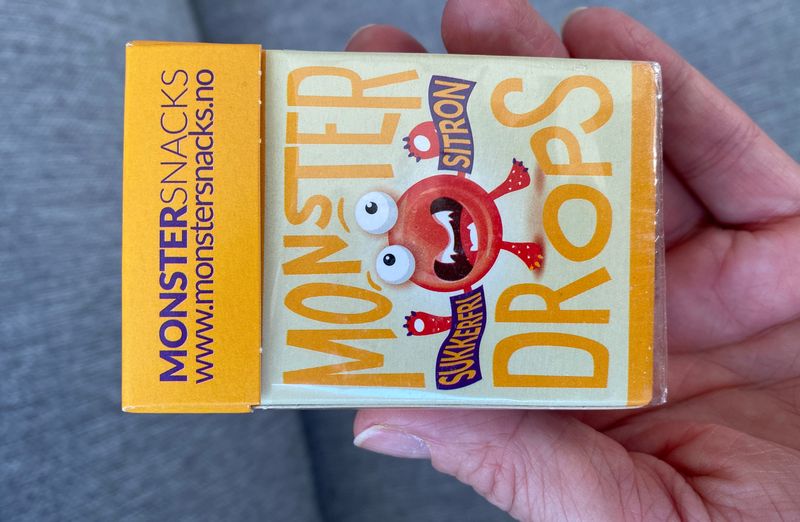 MONSTERSNACKS
www.monstersnacks.no
MONSTER
SUKKERFRI
SITRON
DROPS